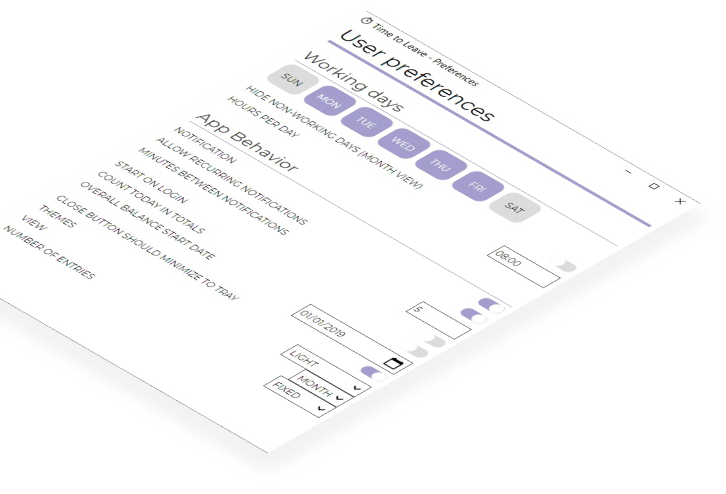 Time to Leave - Preferences
User preferences
Working days
SUN MON TUE WED THU FRI SAT
HIDE NON-WORKING DAYS (MONTH VIEW)
HOURS PER DAY 08:00
App Behavior
NOTIFICATION
ALLOW RECURRING NOTIFICATIONS
MINUTES BETWEEN NOTIFICATIONS 5
START ON LOGIN
COUNT TODAY IN TOTALS
OVERALL BALANCE START DATE 01/01/2019
CLOSE BUTTON SHOULD MINIMIZE TO TRAY
THEMES LIGHT
VIEW MONTH
NUMBER OF ENTRIES FIXED